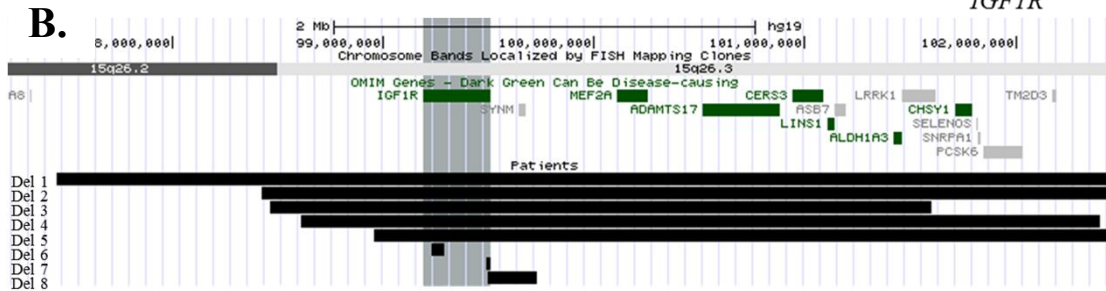 IGF1R
B.
2 Mb hg19
8,000,000| 99,000,000| 100,000,000| 101,000,000| 102,000,000|
Chromosome Bands Localized by FISH Mapping Clones
15q26.2 15q26.3
OMIM Genes - Dark Green Can Be Disease-causing
A8 IGF1R MEF2A CERS3 LRRK1 TM2D3
SYNM ADAMTS17 ASB7 CHSY1
LINS1 SELENOS
ALDH1A3 SNRPA1
PCSK6
Patients
Del 1
Del 2
Del 3
Del 4
Del 5
Del 6
Del 7
Del 8